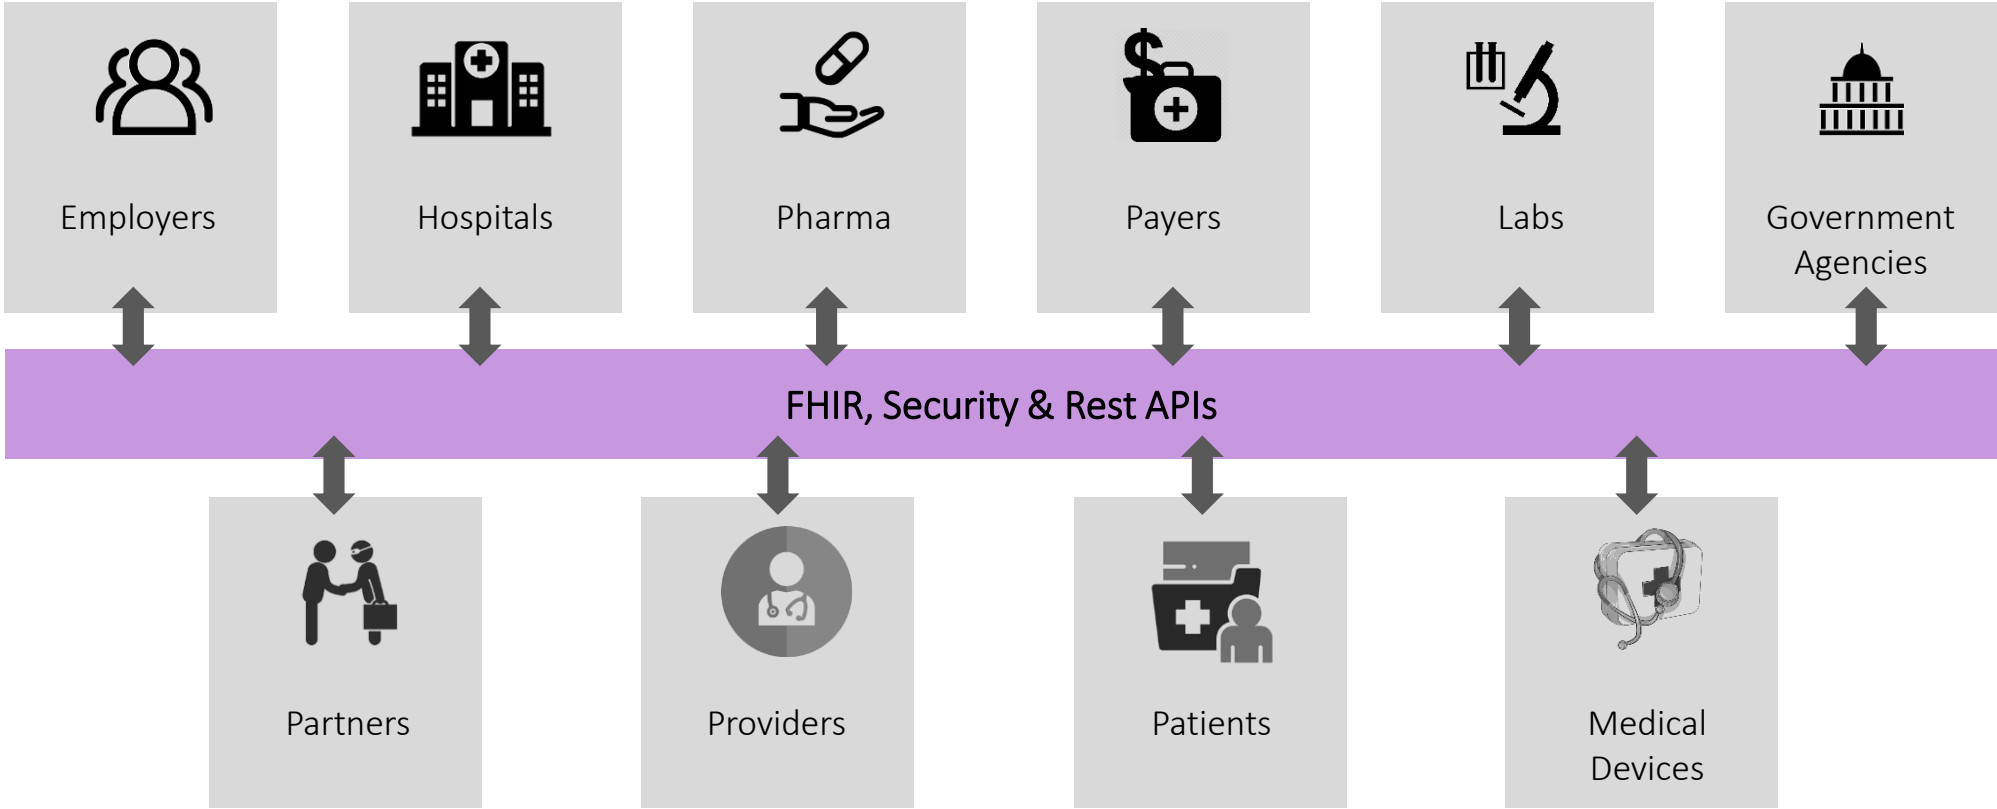 Employers
Hospitals
Pharma
Payers
Labs
Government
Agencies
FHIR, Security & Rest APIs
Partners
Providers
Patients
Medical
Devices